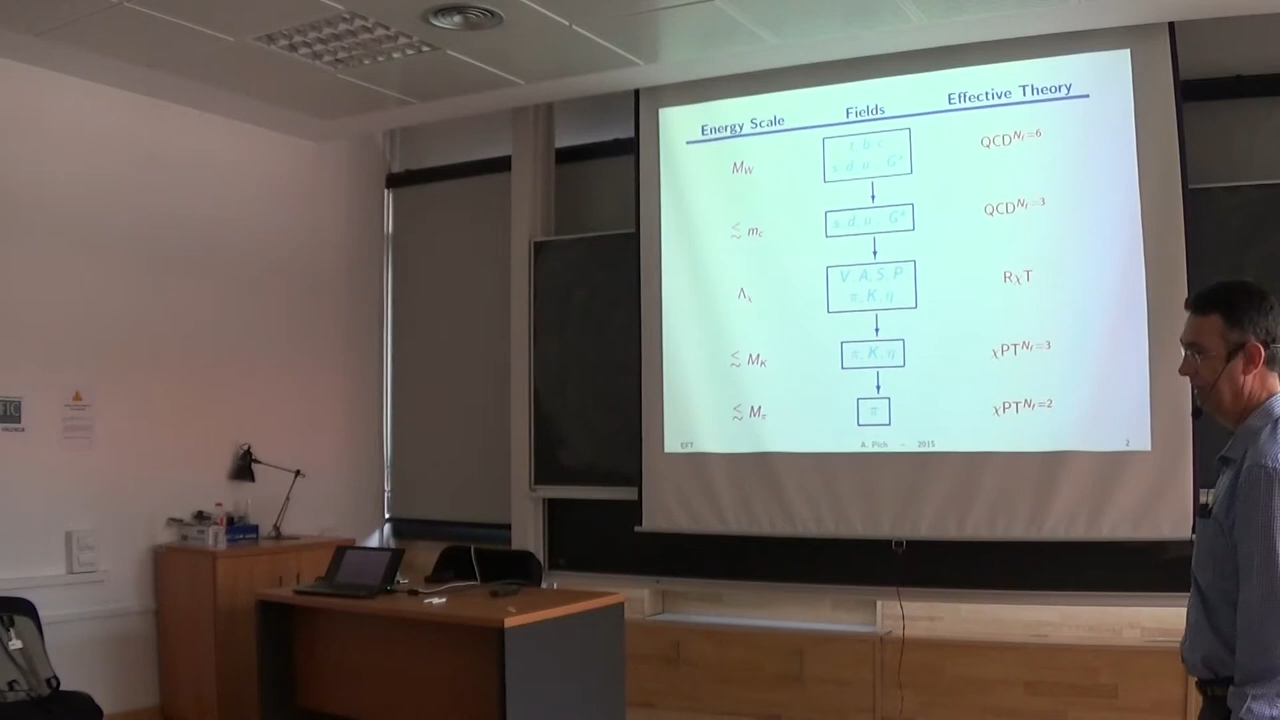 Energy Scale Fields Effective Theory
M_W t, b, c QCD^{N_f=6}
s, d, u ; G^a
≲ m_c s, d, u ; G^a QCD^{N_f=3}
V, A, S, P
Λ_χ π, K, η RχT
≲ M_K π, K, η χPT^{N_f=3}
≲ M_π π χPT^{N_f=2}
EFT A. Pich – 2015 2
FIC